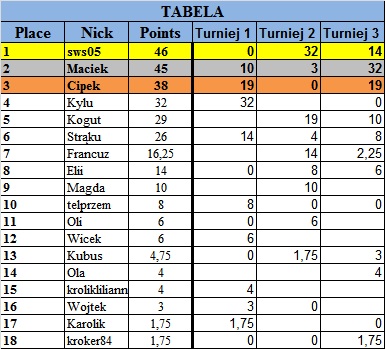 TABELA
Place Nick Points Turniej 1 Turniej 2 Turniej 3
1 sws05 46 0 32 14
2 Maciek 45 10 3 32
3 Cipek 38 19 0 19
4 Kylu 32 32 0
5 Kogut 29 19 10
6 Strąku 26 14 4 8
7 Francuz 16,25 14 2,25
8 Elii 14 0 8 6
9 Magda 10 10
10 telprzem 8 8 0 0
11 Oli 6 0 6
12 Wicek 6 6
13 Kubus 4,75 0 1,75 3
14 Ola 4 4
15 krolikliliann 4 4
16 Wojtek 3 3 0
17 Karolik 1,75 1,75 0
18 kroker84 1,75 0 0 1,75